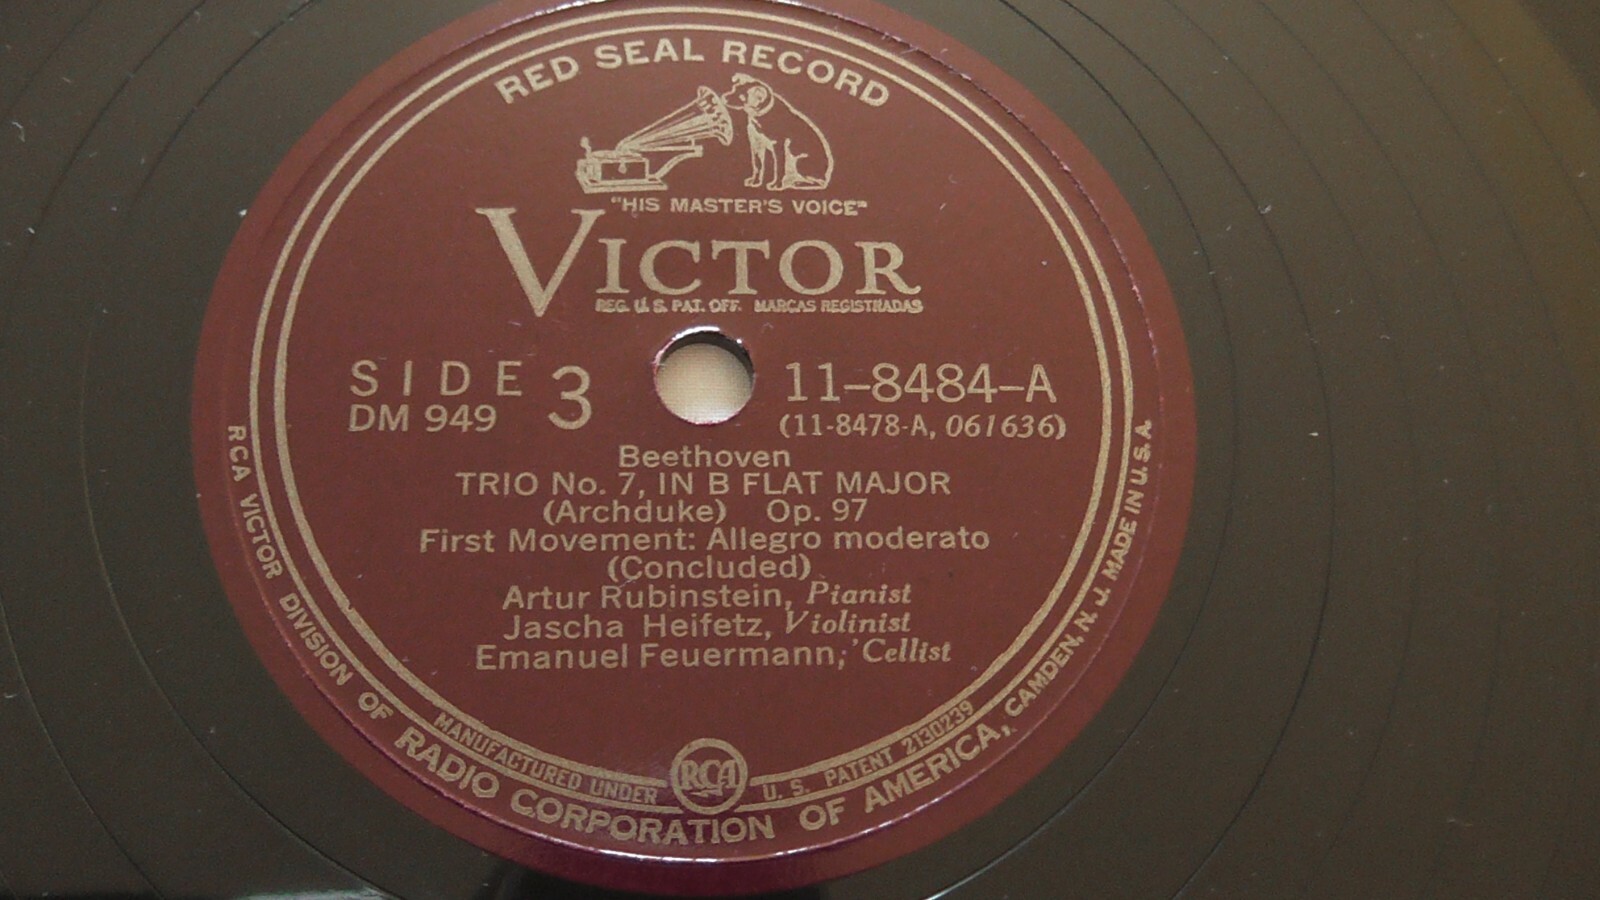 RED SEAL RECORD
"HIS MASTER'S VOICE"
VICTOR
REG. U. S. PAT. OFF. MARCAS REGISTRADAS
SIDE 3
DM 949
11-8484-A
(11-8478-A, 061636)
Beethoven
TRIO No. 7, IN B FLAT MAJOR
(Archduke) Op. 97
First Movement: Allegro moderato
(Concluded)
Artur Rubinstein, Pianist
Jascha Heifetz, Violinist
Emanuel Feuermann, 'Cellist
MANUFACTURED UNDER RCA U. S. PATENT 2130239
RCA VICTOR DIVISION OF RADIO CORPORATION OF AMERICA, CAMDEN, N. J. MADE IN U. S. A.